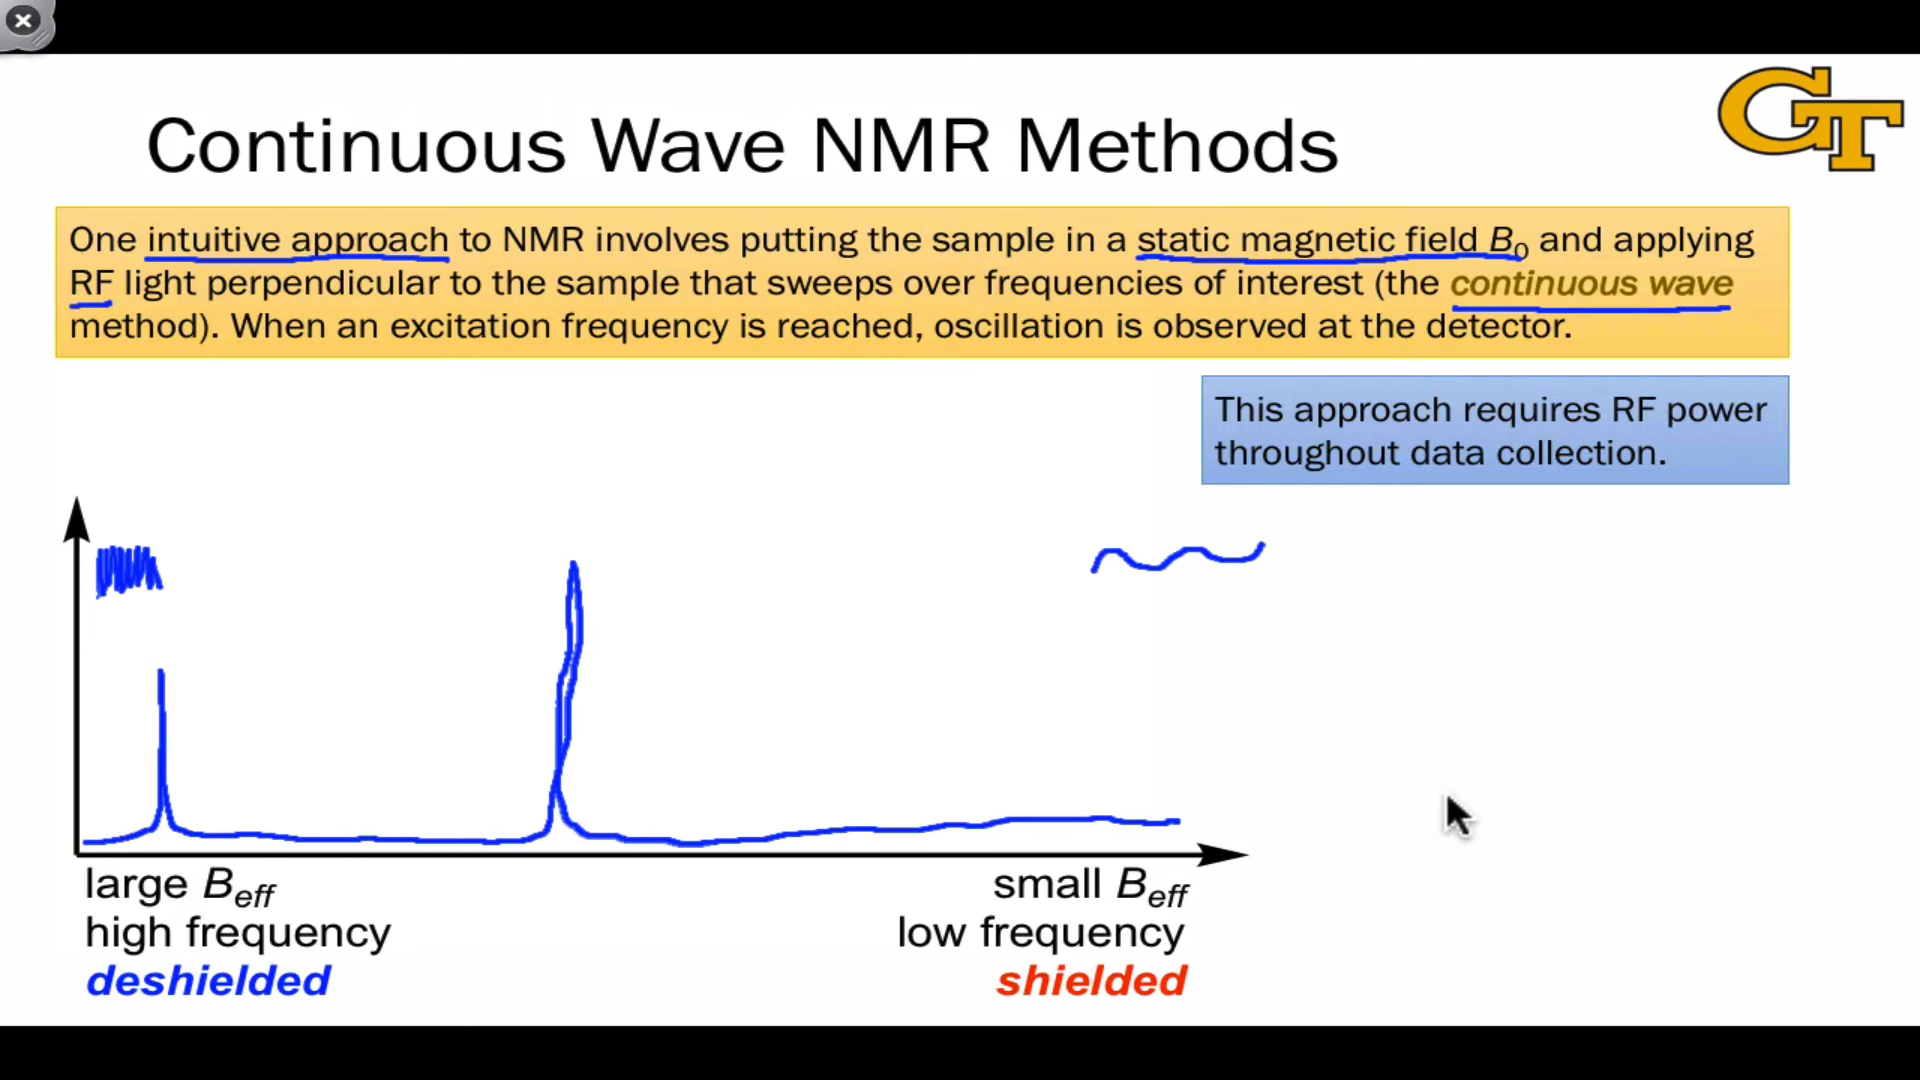 GT
Continuous Wave NMR Methods
One intuitive approach to NMR involves putting the sample in a static magnetic field B0 and applying
RF light perpendicular to the sample that sweeps over frequencies of interest (the continuous wave
method). When an excitation frequency is reached, oscillation is observed at the detector.
This approach requires RF power
throughout data collection.
large Beff
high frequency
deshielded
small Beff
low frequency
shielded